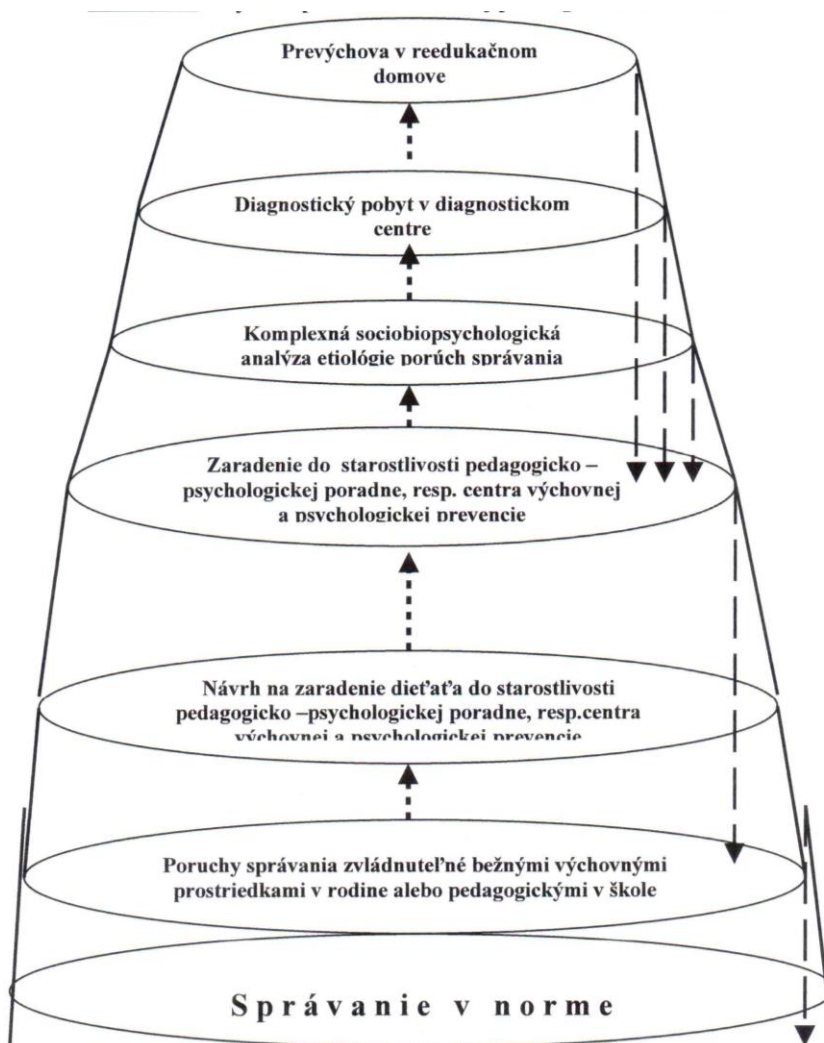 Prevýchova v reedukačnom
domove
Diagnostický pobyt v diagnostickom
centre
Komplexná sociobiopsychologická
analýza etiológie porúch správania
Zaradenie do starostlivosti pedagogicko –
psychologickej poradne, resp. centra výchovnej
a psychologickej prevencie
Návrh na zaradenie dieťaťa do starostlivosti
pedagogicko –psychologickej poradne, resp.centra
výchovnej a psychologickej prevencie
Poruchy správania zvládnuteľné bežnými výchovnými
prostriedkami v rodine alebo pedagogickými v škole
Správanie v norme